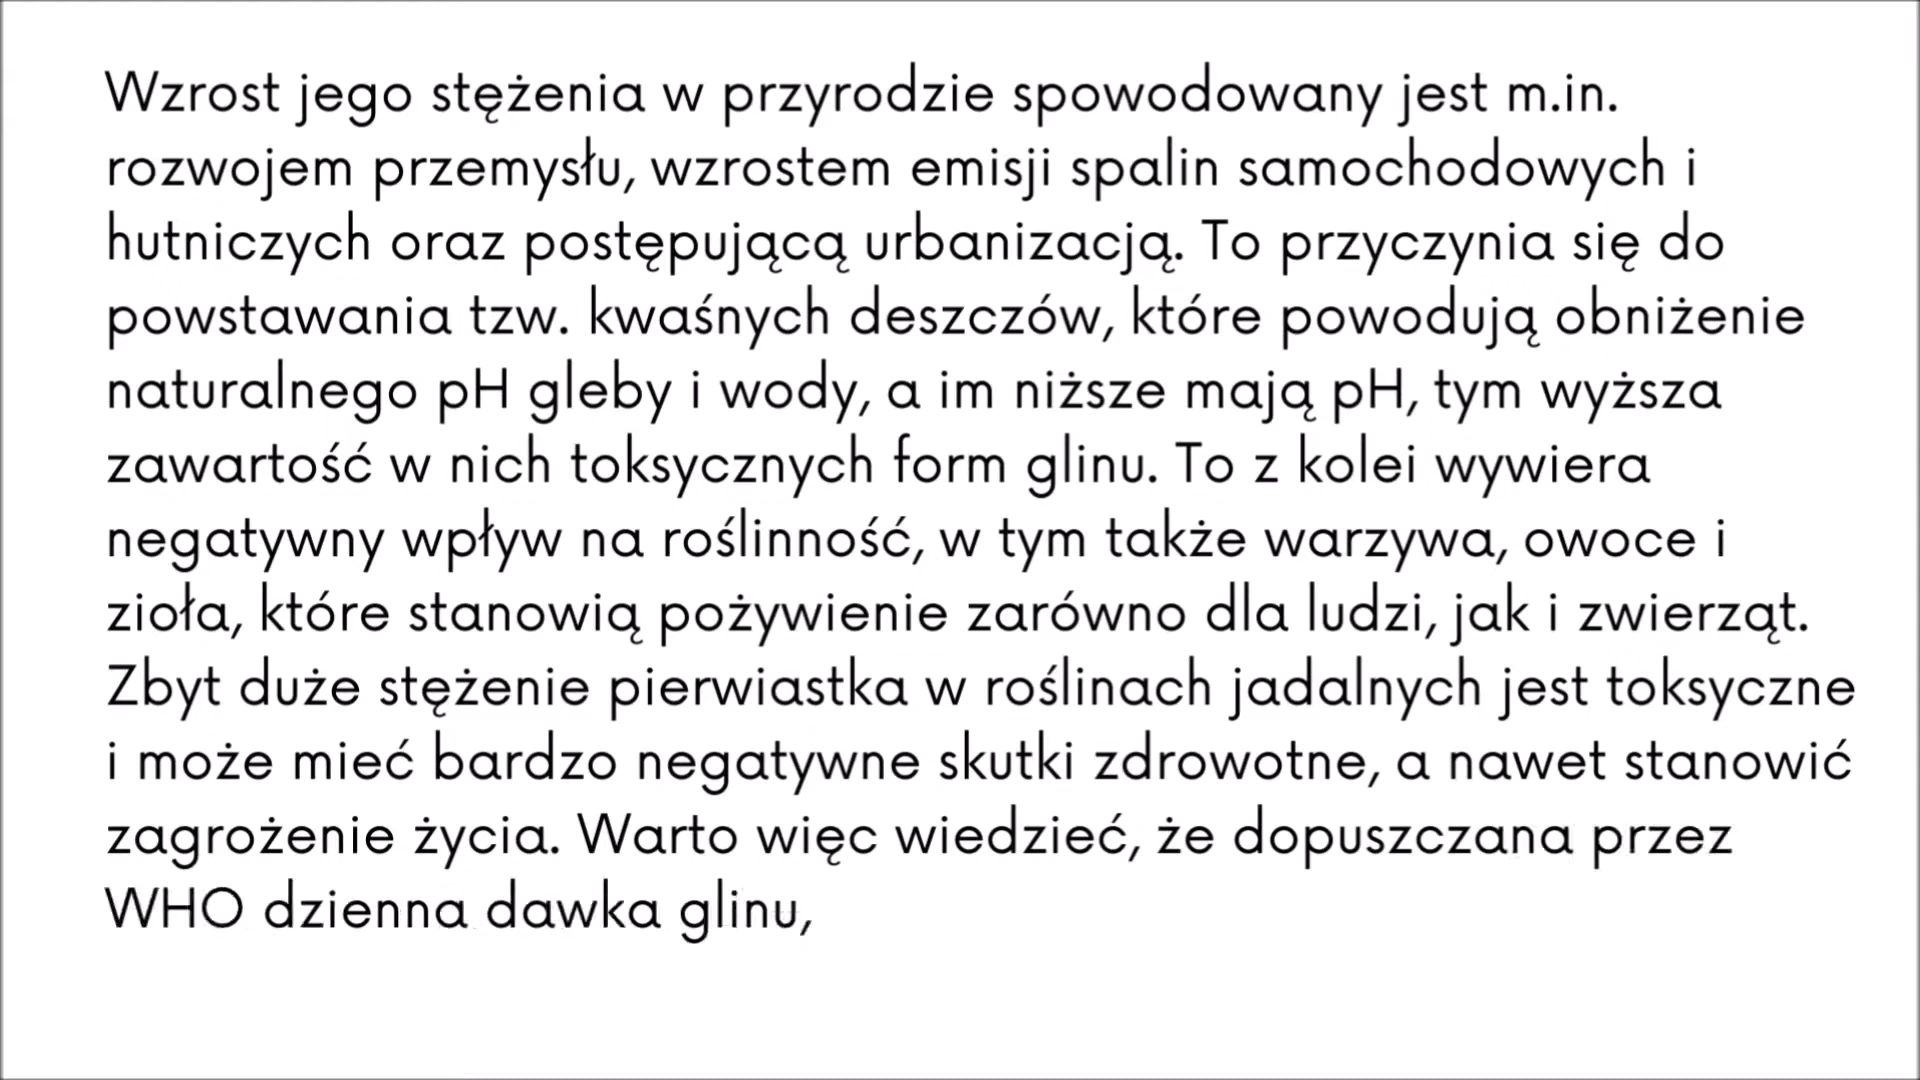 Wzrost jego stężenia w przyrodzie spowodowany jest m.in.
rozwojem przemysłu, wzrostem emisji spalin samochodowych i
hutniczych oraz postępującą urbanizacją. To przyczynia się do
powstawania tzw. kwaśnych deszczów, które powodują obniżenie
naturalnego pH gleby i wody, a im niższe mają pH, tym wyższa
zawartość w nich toksycznych form glinu. To z kolei wywiera
negatywny wpływ na roślinność, w tym także warzywa, owoce i
zioła, które stanowią pożywienie zarówno dla ludzi, jak i zwierząt.
Zbyt duże stężenie pierwiastka w roślinach jadalnych jest toksyczne
i może mieć bardzo negatywne skutki zdrowotne, a nawet stanowić
zagrożenie życia. Warto więc wiedzieć, że dopuszczana przez
WHO dzienna dawka glinu,